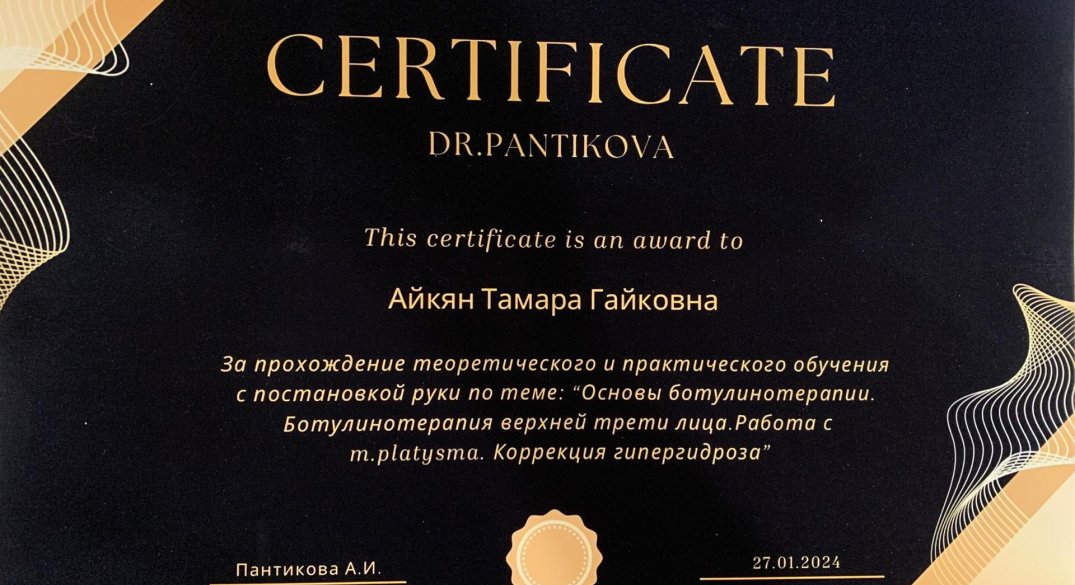 CERTIFICATE
DR.PANTIKOVA
This certificate is an award to
Айкян Тамара Гайковна
За прохождение теоретического и практического обучения
с постановкой руки по теме: “Основы ботулинотерапии.
Ботулинотерапия верхней трети лица.Работа с
m.platysma. Коррекция гипергидроза”
Пантикова А.И.
27.01.2024